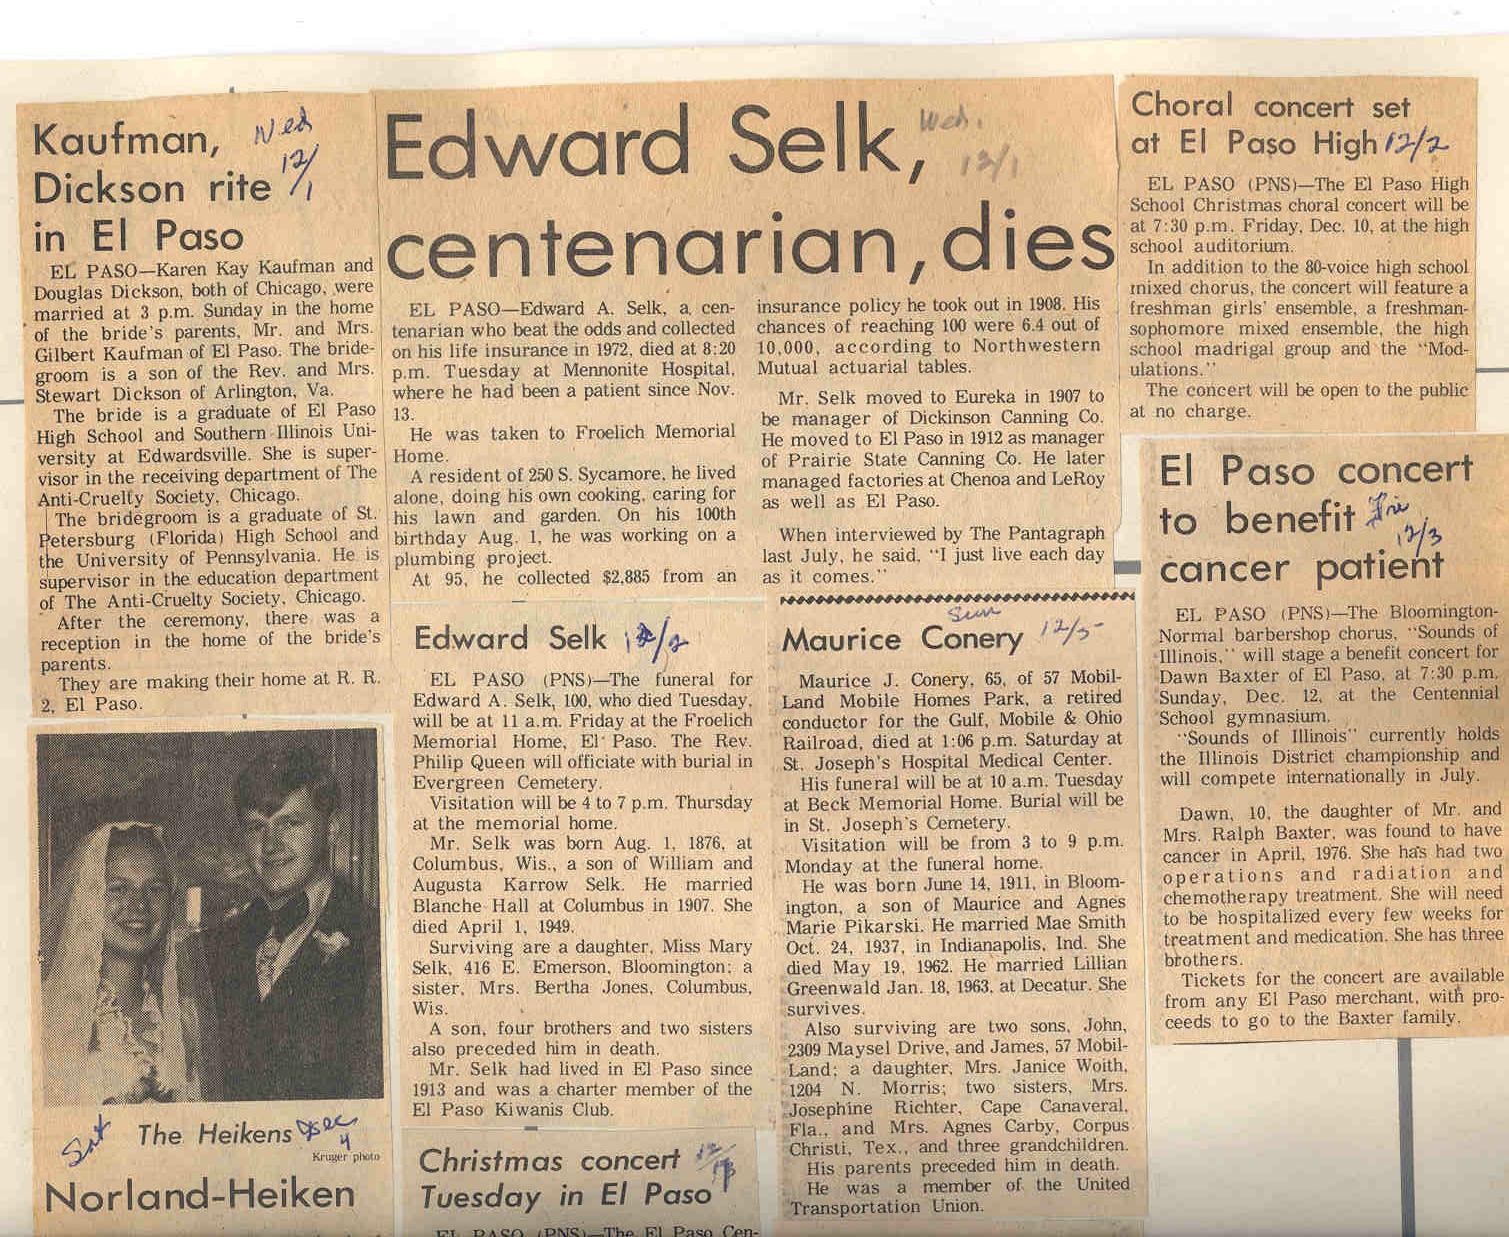 Kaufman,
Dickson rite
in El Paso
Wed
12/1
EL PASO—Karen Kay Kaufman and
Douglas Dickson, both of Chicago, were
married at 3 p.m. Sunday in the home
of the bride's parents, Mr. and Mrs.
Gilbert Kaufman of El Paso. The bride-
groom is a son of the Rev. and Mrs.
Stewart Dickson of Arlington, Va.
The bride is a graduate of El Paso
High School and Southern Illinois Uni-
versity at Edwardsville. She is super-
visor in the receiving department of The
Anti-Cruelty Society, Chicago.
The bridegroom is a graduate of St.
Petersburg (Florida) High School and
the University of Pennsylvania. He is
supervisor in the education department
of The Anti-Cruelty Society, Chicago.
After the ceremony, there was a
reception in the home of the bride's
parents.
They are making their home at R. R.
2, El Paso.
Sat
The Heikens
Dec
4
Kruger photo
Norland-Heiken
Edward Selk,
centenarian, dies
Wed.
12/1
EL PASO—Edward A. Selk, a cen-
tenarian who beat the odds and collected
on his life insurance in 1972, died at 8:20
p.m. Tuesday at Mennonite Hospital,
where he had been a patient since Nov.
13.
He was taken to Froelich Memorial
Home.
A resident of 250 S. Sycamore, he lived
alone, doing his own cooking, caring for
his lawn and garden. On his 100th
birthday Aug. 1, he was working on a
plumbing project.
At 95, he collected $2,885 from an
insurance policy he took out in 1908. His
chances of reaching 100 were 6.4 out of
10,000, according to Northwestern
Mutual actuarial tables.
Mr. Selk moved to Eureka in 1907 to
be manager of Dickinson Canning Co.
He moved to El Paso in 1912 as manager
of Prairie State Canning Co. He later
managed factories at Chenoa and LeRoy
as well as El Paso.
When interviewed by The Pantagraph
last July, he said, "I just live each day
as it comes."
Edward Selk
12/2
EL PASO (PNS)—The funeral for
Edward A. Selk, 100, who died Tuesday,
will be at 11 a.m. Friday at the Froelich
Memorial Home, El Paso. The Rev.
Philip Queen will officiate with burial in
Evergreen Cemetery.
Visitation will be 4 to 7 p.m. Thursday
at the memorial home.
Mr. Selk was born Aug. 1, 1876, at
Columbus, Wis., a son of William and
Augusta Karrow Selk. He married
Blanche Hall at Columbus in 1907. She
died April 1, 1949.
Surviving are a daughter, Miss Mary
Selk, 416 E. Emerson, Bloomington; a
sister, Mrs. Bertha Jones, Columbus,
Wis.
A son, four brothers and two sisters
also preceded him in death.
Mr. Selk had lived in El Paso since
1913 and was a charter member of the
El Paso Kiwanis Club.
Christmas concert
Tuesday in El Paso
EL PASO (PNS)—The El Paso Cen-
Maurice Conery
Sun
12/5
Maurice J. Conery, 65, of 57 Mobil-
Land Mobile Homes Park, a retired
conductor for the Gulf, Mobile & Ohio
Railroad, died at 1:06 p.m. Saturday at
St. Joseph's Hospital Medical Center.
His funeral will be at 10 a.m. Tuesday
at Beck Memorial Home. Burial will be
in St. Joseph's Cemetery.
Visitation will be from 3 to 9 p.m.
Monday at the funeral home.
He was born June 14, 1911, in Bloom-
ington, a son of Maurice and Agnes
Marie Pikarski. He married Mae Smith
Oct. 24, 1937, in Indianapolis, Ind. She
died May 19, 1962. He married Lillian
Greenwald Jan. 18, 1963, at Decatur. She
survives.
Also surviving are two sons, John,
2309 Maysel Drive, and James, 57 Mobil-
Land; a daughter, Mrs. Janice Woith,
1204 N. Morris; two sisters, Mrs.
Josephine Richter, Cape Canaveral,
Fla., and Mrs. Agnes Carby, Corpus
Christi, Tex., and three grandchildren.
His parents preceded him in death.
He was a member of the United
Transportation Union.
Choral concert set
at El Paso High
12/2
EL PASO (PNS)—The El Paso High
School Christmas choral concert will be
at 7:30 p.m. Friday, Dec. 10, at the high
school auditorium.
In addition to the 80-voice high school
mixed chorus, the concert will feature a
freshman girls' ensemble, a freshman-
sophomore mixed ensemble, the high
school madrigal group and the "Mod-
ulations."
The concert will be open to the public
at no charge.
El Paso concert
to benefit
cancer patient
Fri
12/3
EL PASO (PNS)—The Bloomington-
Normal barbershop chorus, "Sounds of
Illinois," will stage a benefit concert for
Dawn Baxter of El Paso, at 7:30 p.m.
Sunday, Dec. 12, at the Centennial
School gymnasium.
"Sounds of Illinois" currently holds
the Illinois District championship and
will compete internationally in July.
Dawn, 10, the daughter of Mr. and
Mrs. Ralph Baxter, was found to have
cancer in April, 1976. She has had two
operations and radiation and
chemotherapy treatment. She will need
to be hospitalized every few weeks for
treatment and medication. She has three
brothers.
Tickets for the concert are available
from any El Paso merchant, with pro-
ceeds to go to the Baxter family.